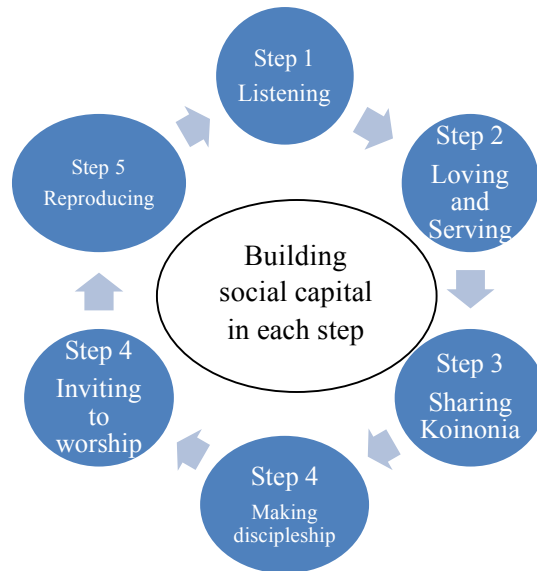 Step 1
Listening
Step 2
Loving
and
Serving
Step 3
Sharing
Koinonia
Step 4
Making
discipleship
Step 4
Inviting
to
worship
Step 5
Reproducing
Building
social capital
in each step